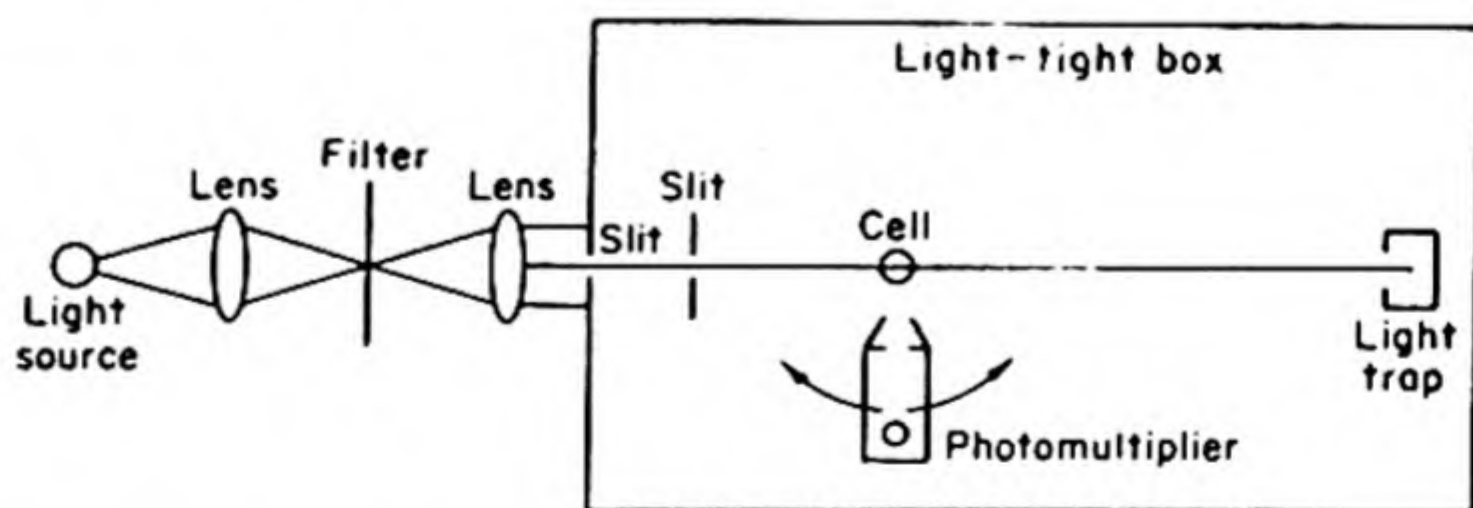 Light-tight box
Filter
Lens
Lens
Slit
Slit
Cell
Light
source
Light
trap
Photomultiplier